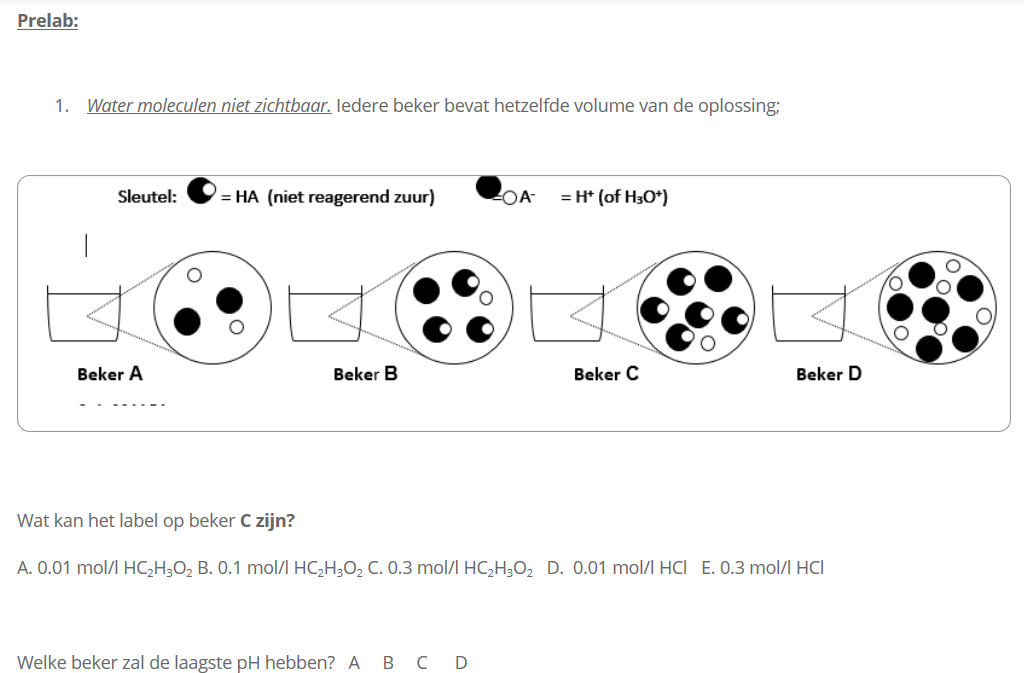 Prelab:
1. Water moleculen niet zichtbaar. Iedere beker bevat hetzelfde volume van de oplossing;
Sleutel: = HA (niet reagerend zuur) =OA⁻ = H⁺ (of H₃O⁺)
Beker A Beker B Beker C Beker D
Wat kan het label op beker C zijn?
A. 0.01 mol/l HC₂H₃O₂ B. 0.1 mol/l HC₂H₃O₂ C. 0.3 mol/l HC₂H₃O₂ D. 0.01 mol/l HCl E. 0.3 mol/l HCl
Welke beker zal de laagste pH hebben? A B C D